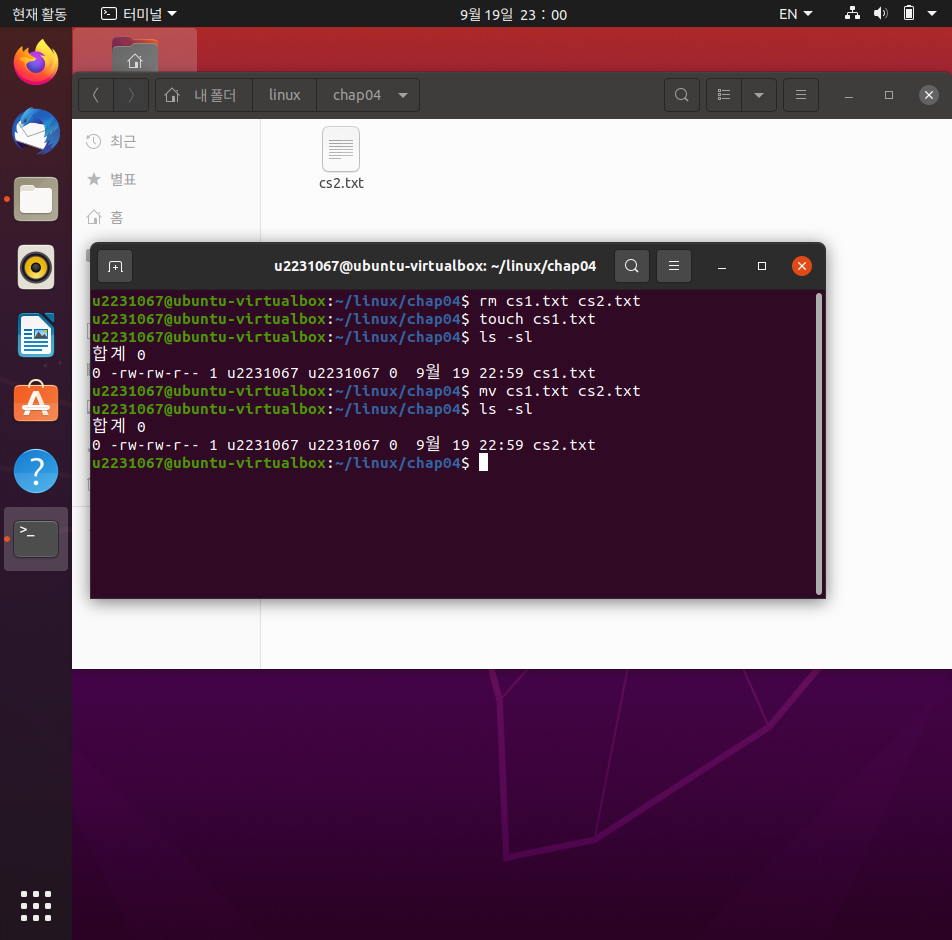 현재 활동 터미널 9월 19일 23 : 00 EN
내 폴더 linux chap04
최근
별표
홈
cs2.txt
u2231067@ubuntu-virtualbox: ~/linux/chap04
u2231067@ubuntu-virtualbox:~/linux/chap04$ rm cs1.txt cs2.txt
u2231067@ubuntu-virtualbox:~/linux/chap04$ touch cs1.txt
u2231067@ubuntu-virtualbox:~/linux/chap04$ ls -sl
합계 0
0 -rw-rw-r-- 1 u2231067 u2231067 0  9월 19 22:59 cs1.txt
u2231067@ubuntu-virtualbox:~/linux/chap04$ mv cs1.txt cs2.txt
u2231067@ubuntu-virtualbox:~/linux/chap04$ ls -sl
합계 0
0 -rw-rw-r-- 1 u2231067 u2231067 0  9월 19 22:59 cs2.txt
u2231067@ubuntu-virtualbox:~/linux/chap04$
>_